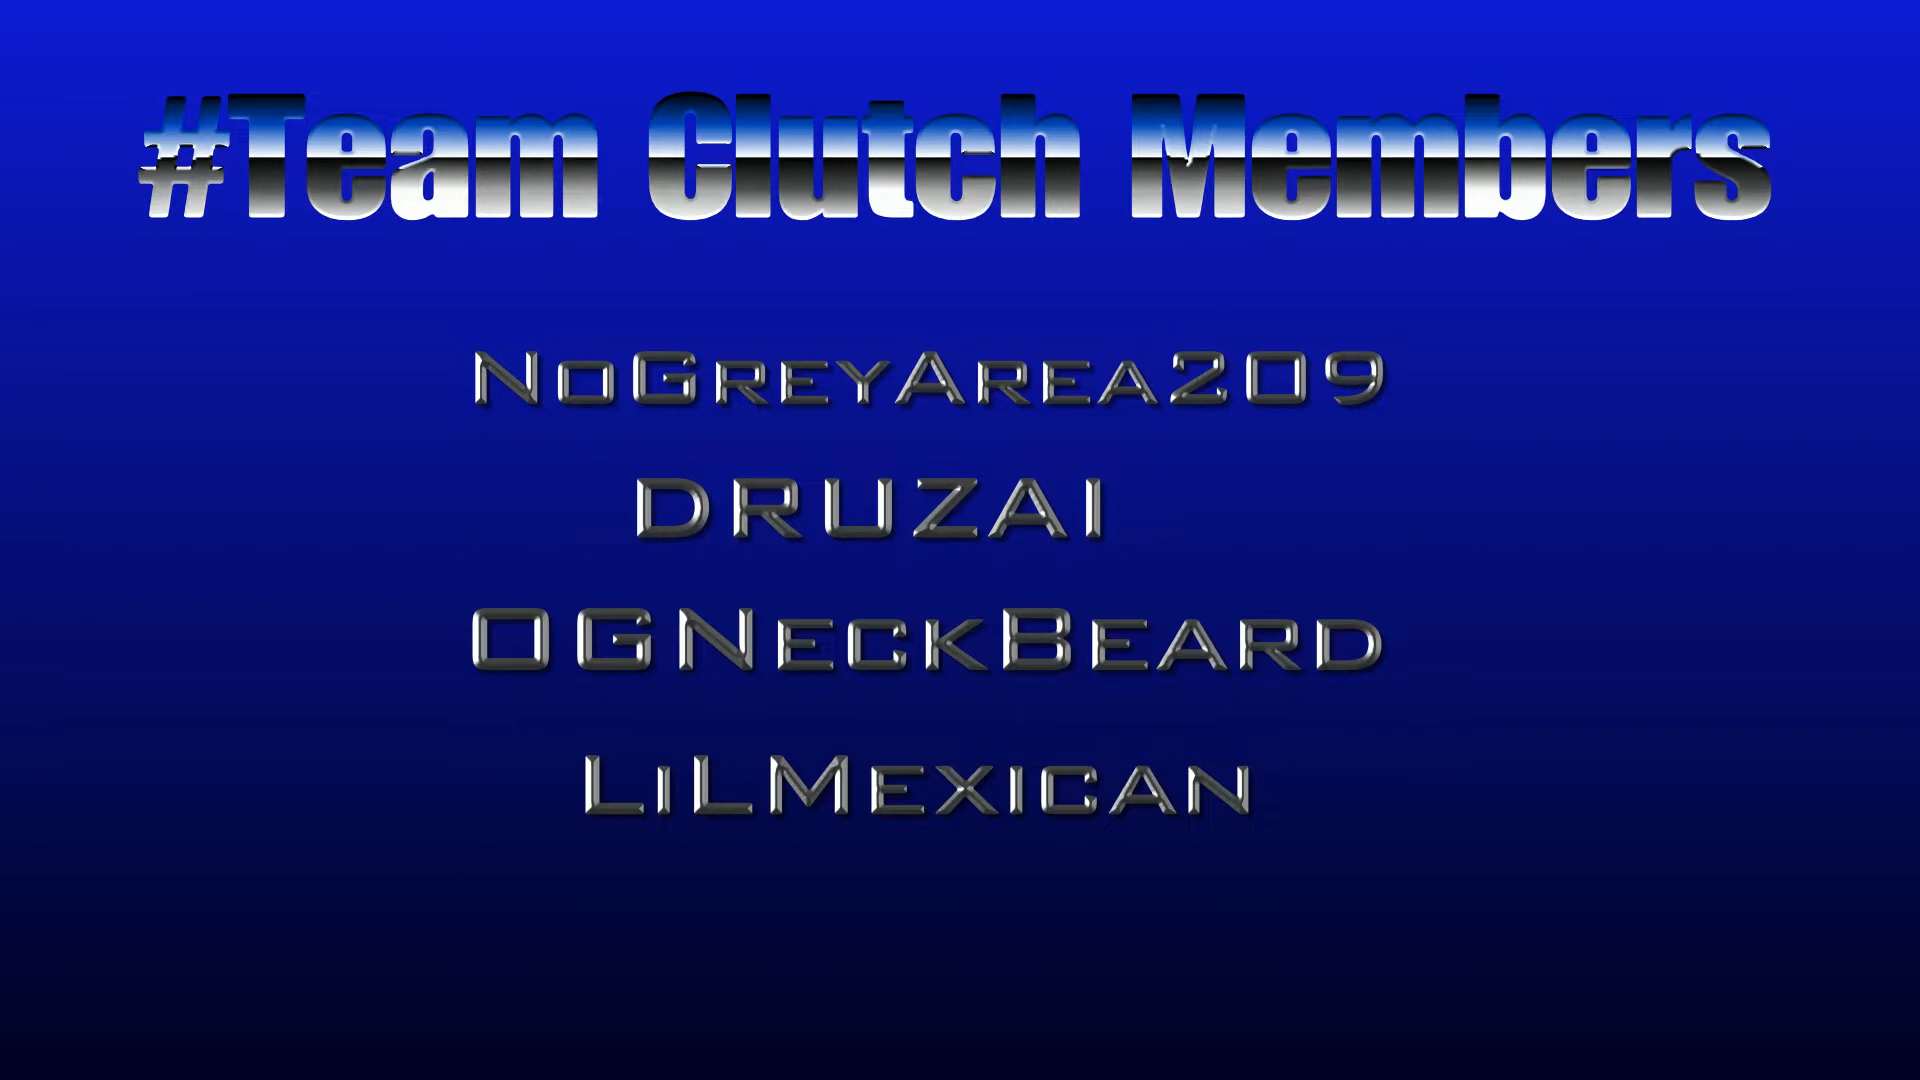 #Team Clutch Members
NoGreyArea209
DRUZAI
OGNeckBeard
LiLMexican